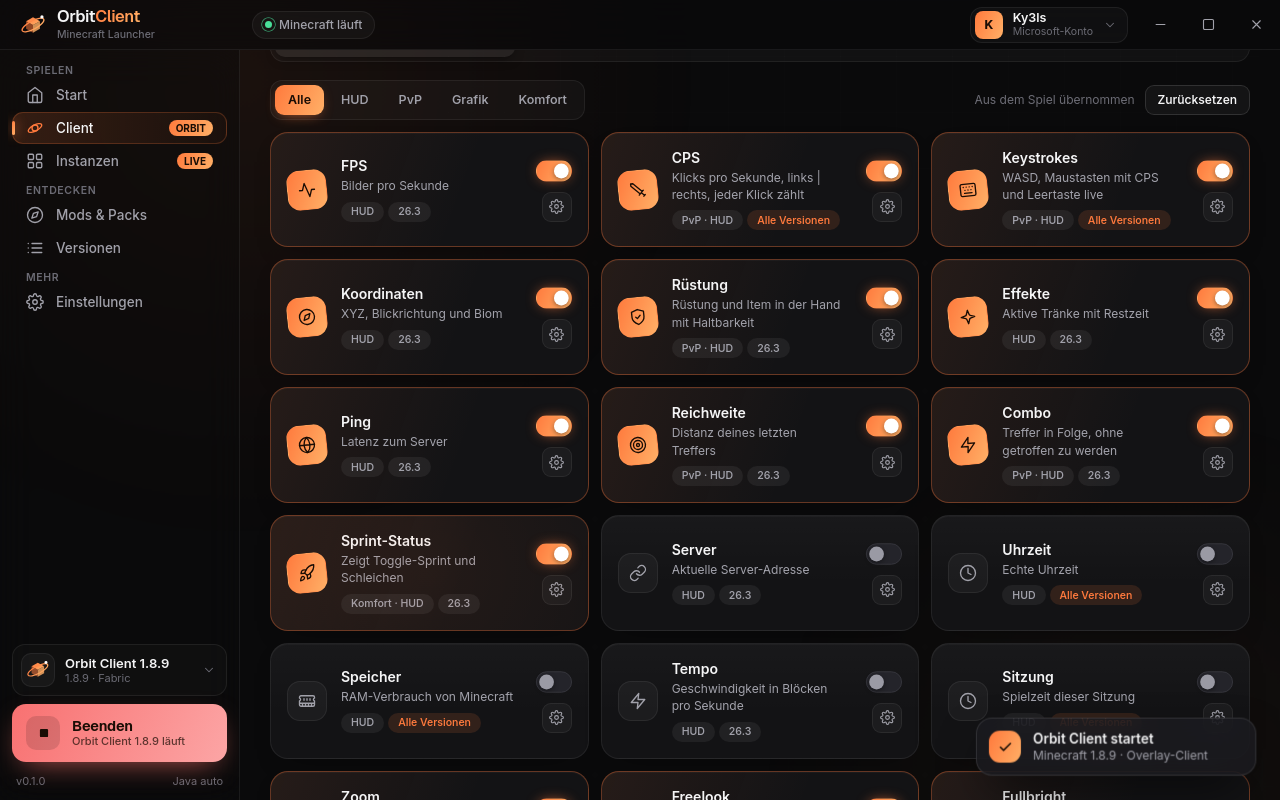 OrbitClient
Minecraft Launcher
Minecraft läuft
K
Ky3ls
Microsoft-Konto
SPIELEN
Start
Client
ORBIT
Instanzen
LIVE
ENTDECKEN
Mods & Packs
Versionen
MEHR
Einstellungen
Orbit Client 1.8.9
1.8.9 · Fabric
Beenden
Orbit Client 1.8.9 läuft
v0.1.0
Java auto
Alle
HUD
PvP
Grafik
Komfort
Aus dem Spiel übernommen
Zurücksetzen
FPS
Bilder pro Sekunde
HUD
26.3
CPS
Klicks pro Sekunde, links |
rechts, jeder Klick zählt
PvP · HUD
Alle Versionen
Keystrokes
WASD, Maustasten mit CPS
und Leertaste live
PvP · HUD
Alle Versionen
Koordinaten
XYZ, Blickrichtung und Biom
HUD
26.3
Rüstung
Rüstung und Item in der Hand
mit Haltbarkeit
PvP · HUD
26.3
Effekte
Aktive Tränke mit Restzeit
HUD
26.3
Ping
Latenz zum Server
HUD
26.3
Reichweite
Distanz deines letzten
Treffers
PvP · HUD
26.3
Combo
Treffer in Folge, ohne
getroffen zu werden
PvP · HUD
26.3
Sprint-Status
Zeigt Toggle-Sprint und
Schleichen
Komfort · HUD
26.3
Server
Aktuelle Server-Adresse
HUD
26.3
Uhrzeit
Echte Uhrzeit
HUD
Alle Versionen
Speicher
RAM-Verbrauch von Minecraft
HUD
Alle Versionen
Tempo
Geschwindigkeit in Blöcken
pro Sekunde
HUD
26.3
Sitzung
Spielzeit dieser Sitzung
HUD
Alle Versionen
Orbit Client startet
Minecraft 1.8.9 · Overlay-Client
Zoom
Freelook
Fullbright